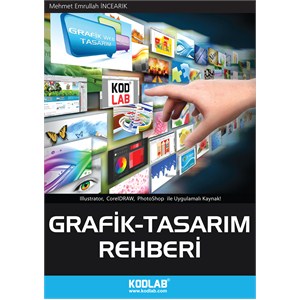 Mehmet Emrullah İNCEARIK
GRAFİK VE
TASARIM
KOD
LAB
Illustrator, CorelDRAW, PhotoShop ile Uygulamalı Kaynak!
GRAFİK-TASARIM
REHBERİ
KODLAB
www.kodlab.com